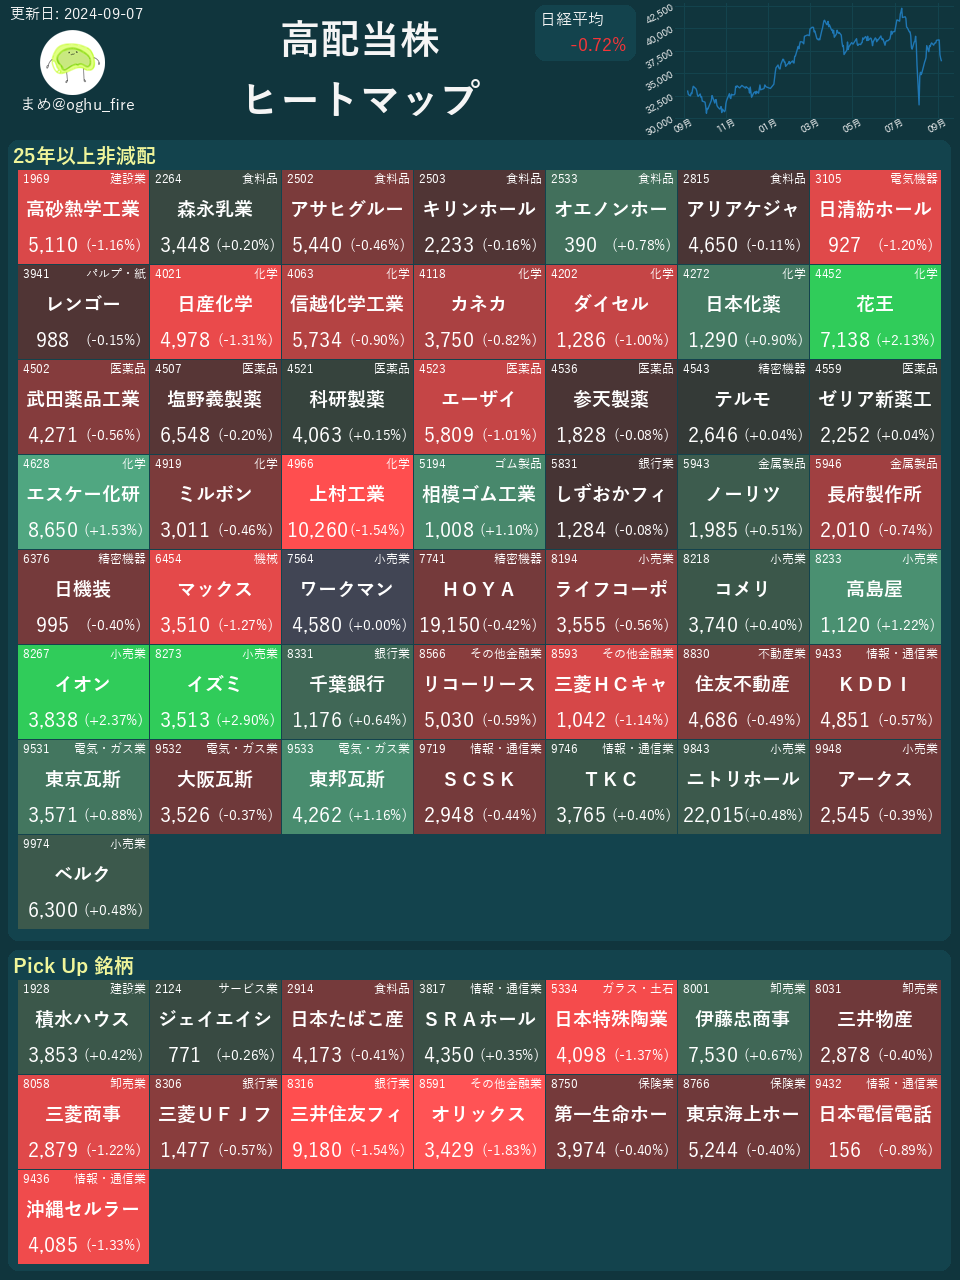 更新日: 2024-09-07
まめ@oghu_fire
高配当株
ヒートマップ
日経平均
-0.72%
42,500
40,000
37,500
35,000
32,500
30,000
09月 11月 01月 03月 05月 07月 09月
25年以上非減配
1969 建設業
高砂熱学工業
5,110 (-1.16%)
2264 食料品
森永乳業
3,448 (+0.20%)
2502 食料品
アサヒグルー
5,440 (-0.46%)
2503 食料品
キリンホール
2,233 (-0.16%)
2533 食料品
オエノンホー
390 (+0.78%)
2815 食料品
アリアケジャ
4,650 (-0.11%)
3105 電気機器
日清紡ホール
927 (-1.20%)
3941 パルプ・紙
レンゴー
988 (-0.15%)
4021 化学
日産化学
4,978 (-1.31%)
4063 化学
信越化学工業
5,734 (-0.90%)
4118 化学
カネカ
3,750 (-0.82%)
4202 化学
ダイセル
1,286 (-1.00%)
4272 化学
日本化薬
1,290 (+0.90%)
4452 化学
花王
7,138 (+2.13%)
4502 医薬品
武田薬品工業
4,271 (-0.56%)
4507 医薬品
塩野義製薬
6,548 (-0.20%)
4521 医薬品
科研製薬
4,063 (+0.15%)
4523 医薬品
エーザイ
5,809 (-1.01%)
4536 医薬品
参天製薬
1,828 (-0.08%)
4543 精密機器
テルモ
2,646 (+0.04%)
4559 医薬品
ゼリア新薬工
2,252 (+0.04%)
4628 化学
エスケー化研
8,650 (+1.53%)
4919 化学
ミルボン
3,011 (-0.46%)
4966 化学
上村工業
10,260 (-1.54%)
5194 ゴム製品
相模ゴム工業
1,008 (+1.10%)
5831 銀行業
しずおかフィ
1,284 (-0.08%)
5943 金属製品
ノーリツ
1,985 (+0.51%)
5946 金属製品
長府製作所
2,010 (-0.74%)
6376 精密機器
日機装
995 (-0.40%)
6454 機械
マックス
3,510 (-1.27%)
7564 小売業
ワークマン
4,580 (+0.00%)
7741 精密機器
ＨＯＹＡ
19,150 (-0.42%)
8194 小売業
ライフコーポ
3,555 (-0.56%)
8218 小売業
コメリ
3,740 (+0.40%)
8233 小売業
高島屋
1,120 (+1.22%)
8267 小売業
イオン
3,838 (+2.37%)
8273 小売業
イズミ
3,513 (+2.90%)
8331 銀行業
千葉銀行
1,176 (+0.64%)
8566 その他金融業
リコーリース
5,030 (-0.59%)
8593 その他金融業
三菱ＨＣキャ
1,042 (-1.14%)
8830 不動産業
住友不動産
4,686 (-0.49%)
9433 情報・通信業
ＫＤＤＩ
4,851 (-0.57%)
9531 電気・ガス業
東京瓦斯
3,571 (+0.88%)
9532 電気・ガス業
大阪瓦斯
3,526 (-0.37%)
9533 電気・ガス業
東邦瓦斯
4,262 (+1.16%)
9719 情報・通信業
ＳＣＳＫ
2,948 (-0.44%)
9746 情報・通信業
ＴＫＣ
3,765 (+0.40%)
9843 小売業
ニトリホール
22,015 (+0.48%)
9948 小売業
アークス
2,545 (-0.39%)
9974 小売業
ベルク
6,300 (+0.48%)
Pick Up 銘柄
1928 建設業
積水ハウス
3,853 (+0.42%)
2124 サービス業
ジェイエイシ
771 (+0.26%)
2914 食料品
日本たばこ産
4,173 (-0.41%)
3817 情報・通信業
ＳＲＡホール
4,350 (+0.35%)
5334 ガラス・土石
日本特殊陶業
4,098 (-1.37%)
8001 卸売業
伊藤忠商事
7,530 (+0.67%)
8031 卸売業
三井物産
2,878 (-0.40%)
8058 卸売業
三菱商事
2,879 (-1.22%)
8306 銀行業
三菱ＵＦＪフ
1,477 (-0.57%)
8316 銀行業
三井住友フィ
9,180 (-1.54%)
8591 その他金融業
オリックス
3,429 (-1.83%)
8750 保険業
第一生命ホー
3,974 (-0.40%)
8766 保険業
東京海上ホー
5,244 (-0.40%)
9432 情報・通信業
日本電信電話
156 (-0.89%)
9436 情報・通信業
沖縄セルラー
4,085 (-1.33%)